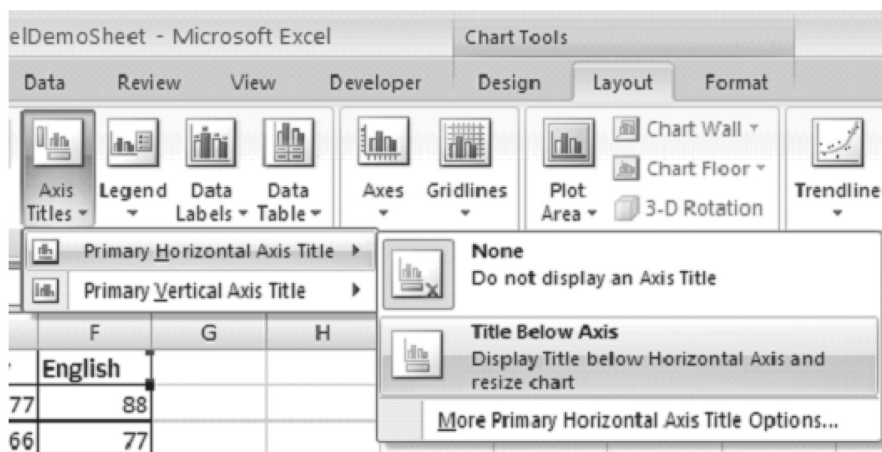 elDemoSheet - Microsoft Excel
Chart Tools
Data Review View Developer Design Layout Format
Axis Titles
Legend
Data Labels
Data Table
Axes
Gridlines
Plot Area
Chart Wall
Chart Floor
3-D Rotation
Trendline
Primary Horizontal Axis Title
Primary Vertical Axis Title
None
Do not display an Axis Title
Title Below Axis
Display Title below Horizontal Axis and
resize chart
More Primary Horizontal Axis Title Options...
F G H
English
77 88
66 77